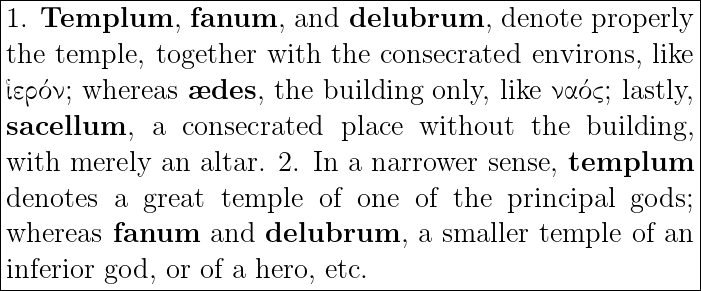 1. Templum, fanum, and delubrum, denote properly
the temple, together with the consecrated environs, like
ἱερόν; whereas ædes, the building only, like ναός; lastly,
sacellum, a consecrated place without the building,
with merely an altar. 2. In a narrower sense, templum
denotes a great temple of one of the principal gods;
whereas fanum and delubrum, a smaller temple of an
inferior god, or of a hero, etc.